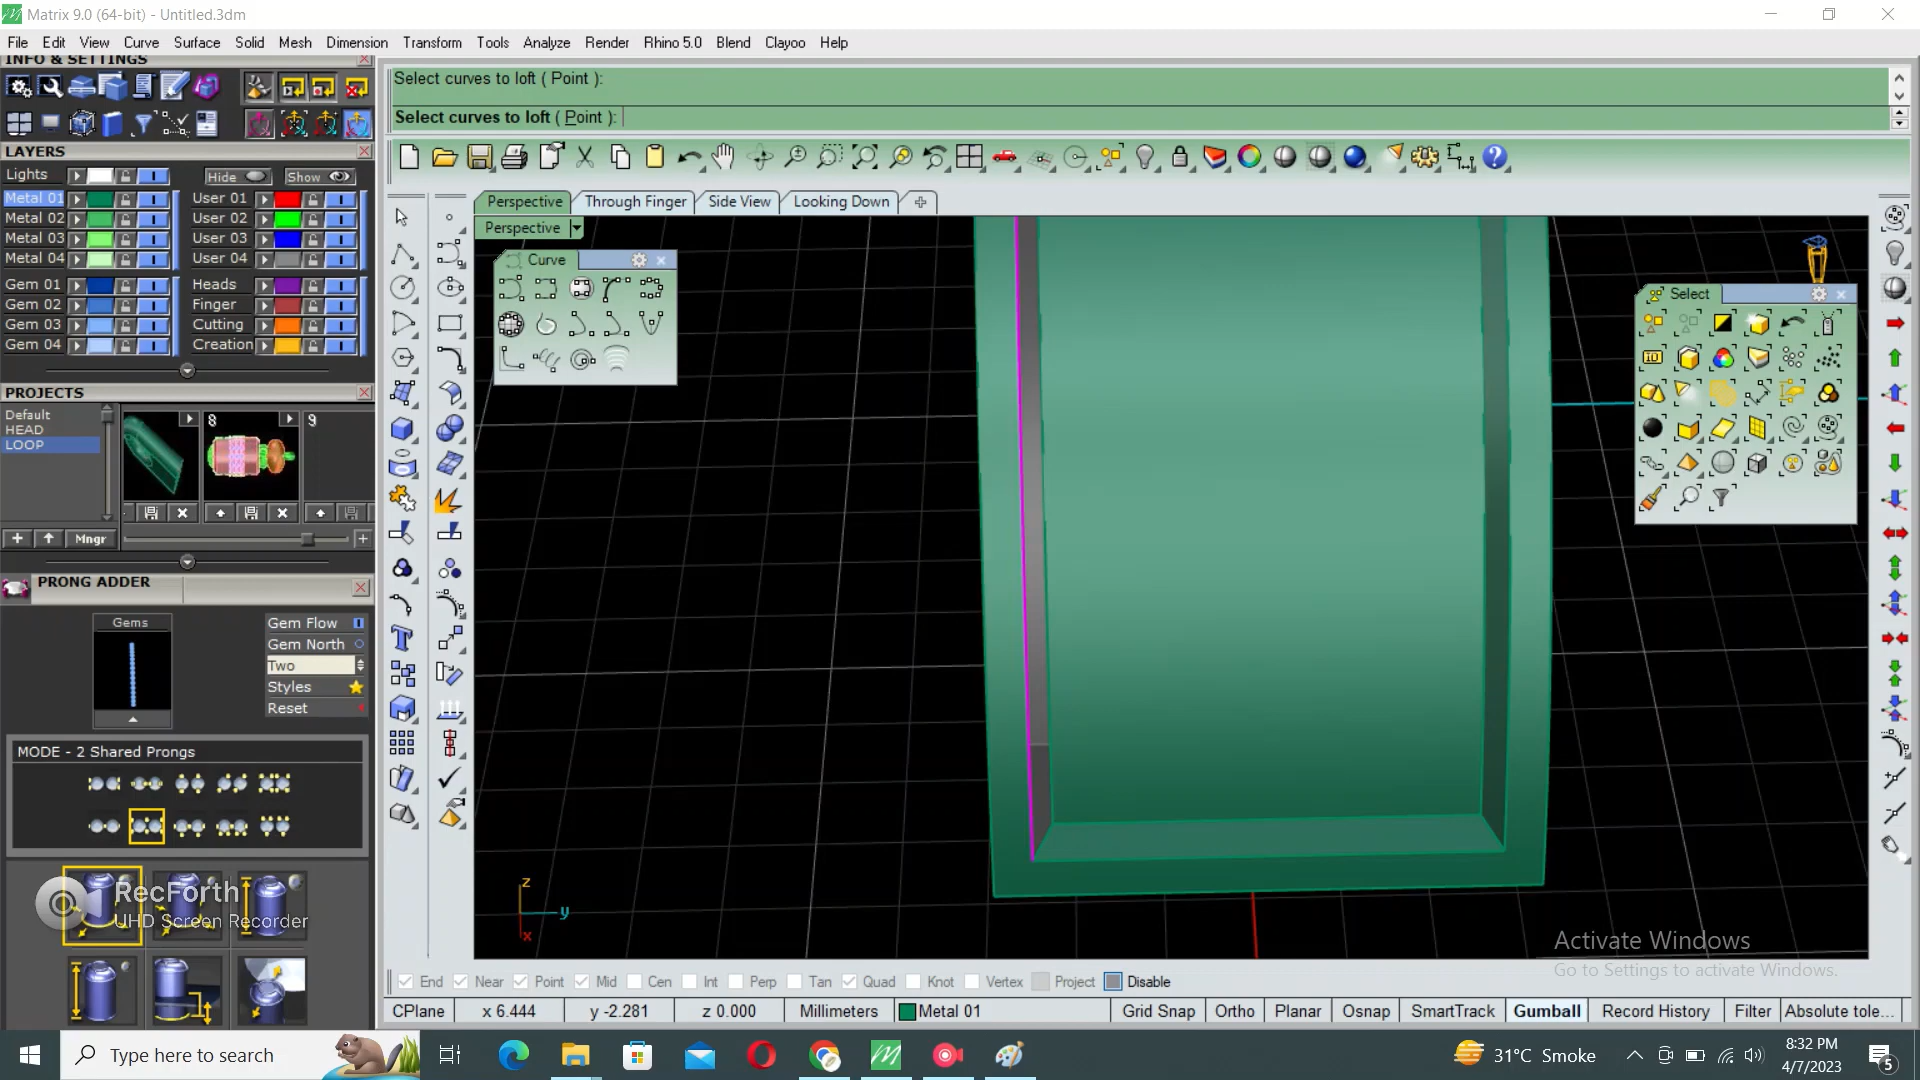 Matrix 9.0 (64-bit) - Untitled.3dm
File Edit View Curve Surface Solid Mesh Dimension Transform Tools Analyze Render Rhino 5.0 Blend Clayoo Help
INFO & SETTINGS
Select curves to loft ( Point ):
Select curves to loft ( Point ):
LAYERS
Lights Hide Show
Metal 01 User 01
Metal 02 User 02
Metal 03 User 03
Metal 04 User 04
Gem 01 Heads
Gem 02 Finger
Gem 03 Cutting
Gem 04 Creation
PROJECTS
Default
HEAD
LOOP
8
9
Mngr
PRONG ADDER
Gems
Gem Flow
Gem North
Two
Styles
Reset
MODE - 2 Shared Prongs
RecForth
UHD Screen Recorder
Perspective Through Finger Side View Looking Down
Perspective
Curve
Select
ID
z
y
x
Activate Windows
Go to Settings to activate Windows.
End Near Point Mid Cen Int Perp Tan Quad Knot Vertex Project Disable
CPlane x 6.444 y -2.281 z 0.000 Millimeters Metal 01 Grid Snap Ortho Planar Osnap SmartTrack Gumball Record History Filter Absolute tole...
Type here to search
31°C Smoke
8:32 PM
4/7/2023
5